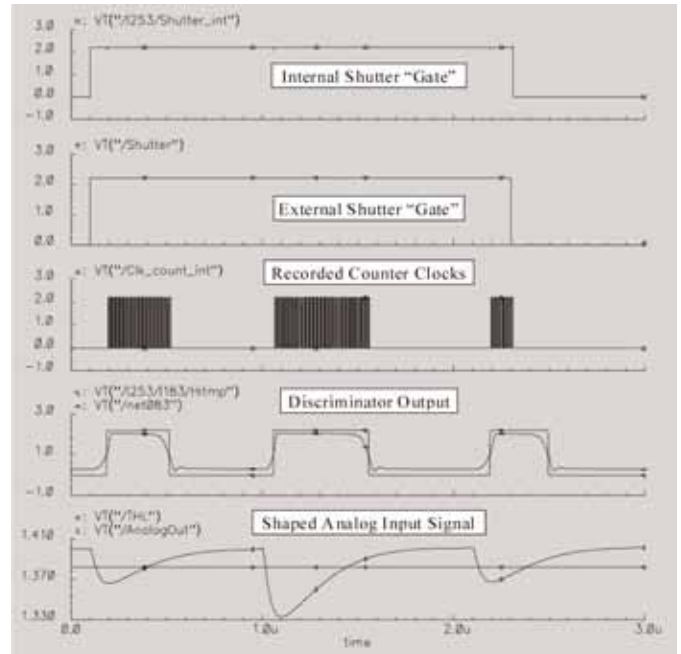 3.0
VT("/I253/Shutter_int")
2.0
1.0
0.0
-1.0
Internal Shutter “Gate”
3.0
VT("/Shutter")
2.0
1.0
0.0
External Shutter “Gate”
3.0
VT("/Clk_count_int")
Recorded Counter Clocks
2.0
1.0
0.0
-1.0
VT("/I253/I183/Hitmp")
VT("/net083")
Discriminator Output
3.0
1.0
-1.0
VT("/THL")
VT("/AnalogOut")
Shaped Analog Input Signal
1.410
1.370
1.330
0.0 1.0u 2.0u 3.0u
time